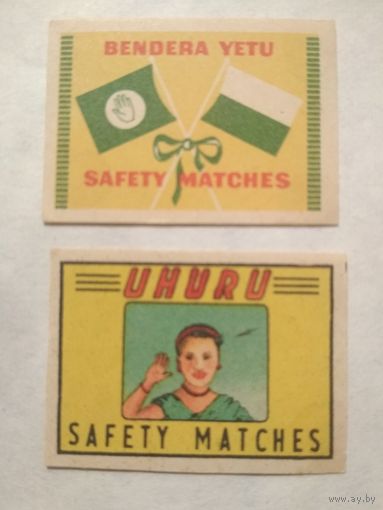 BENDERA YETU
SAFETY MATCHES
UHURU
SAFETY MATCHES
www.ay.by